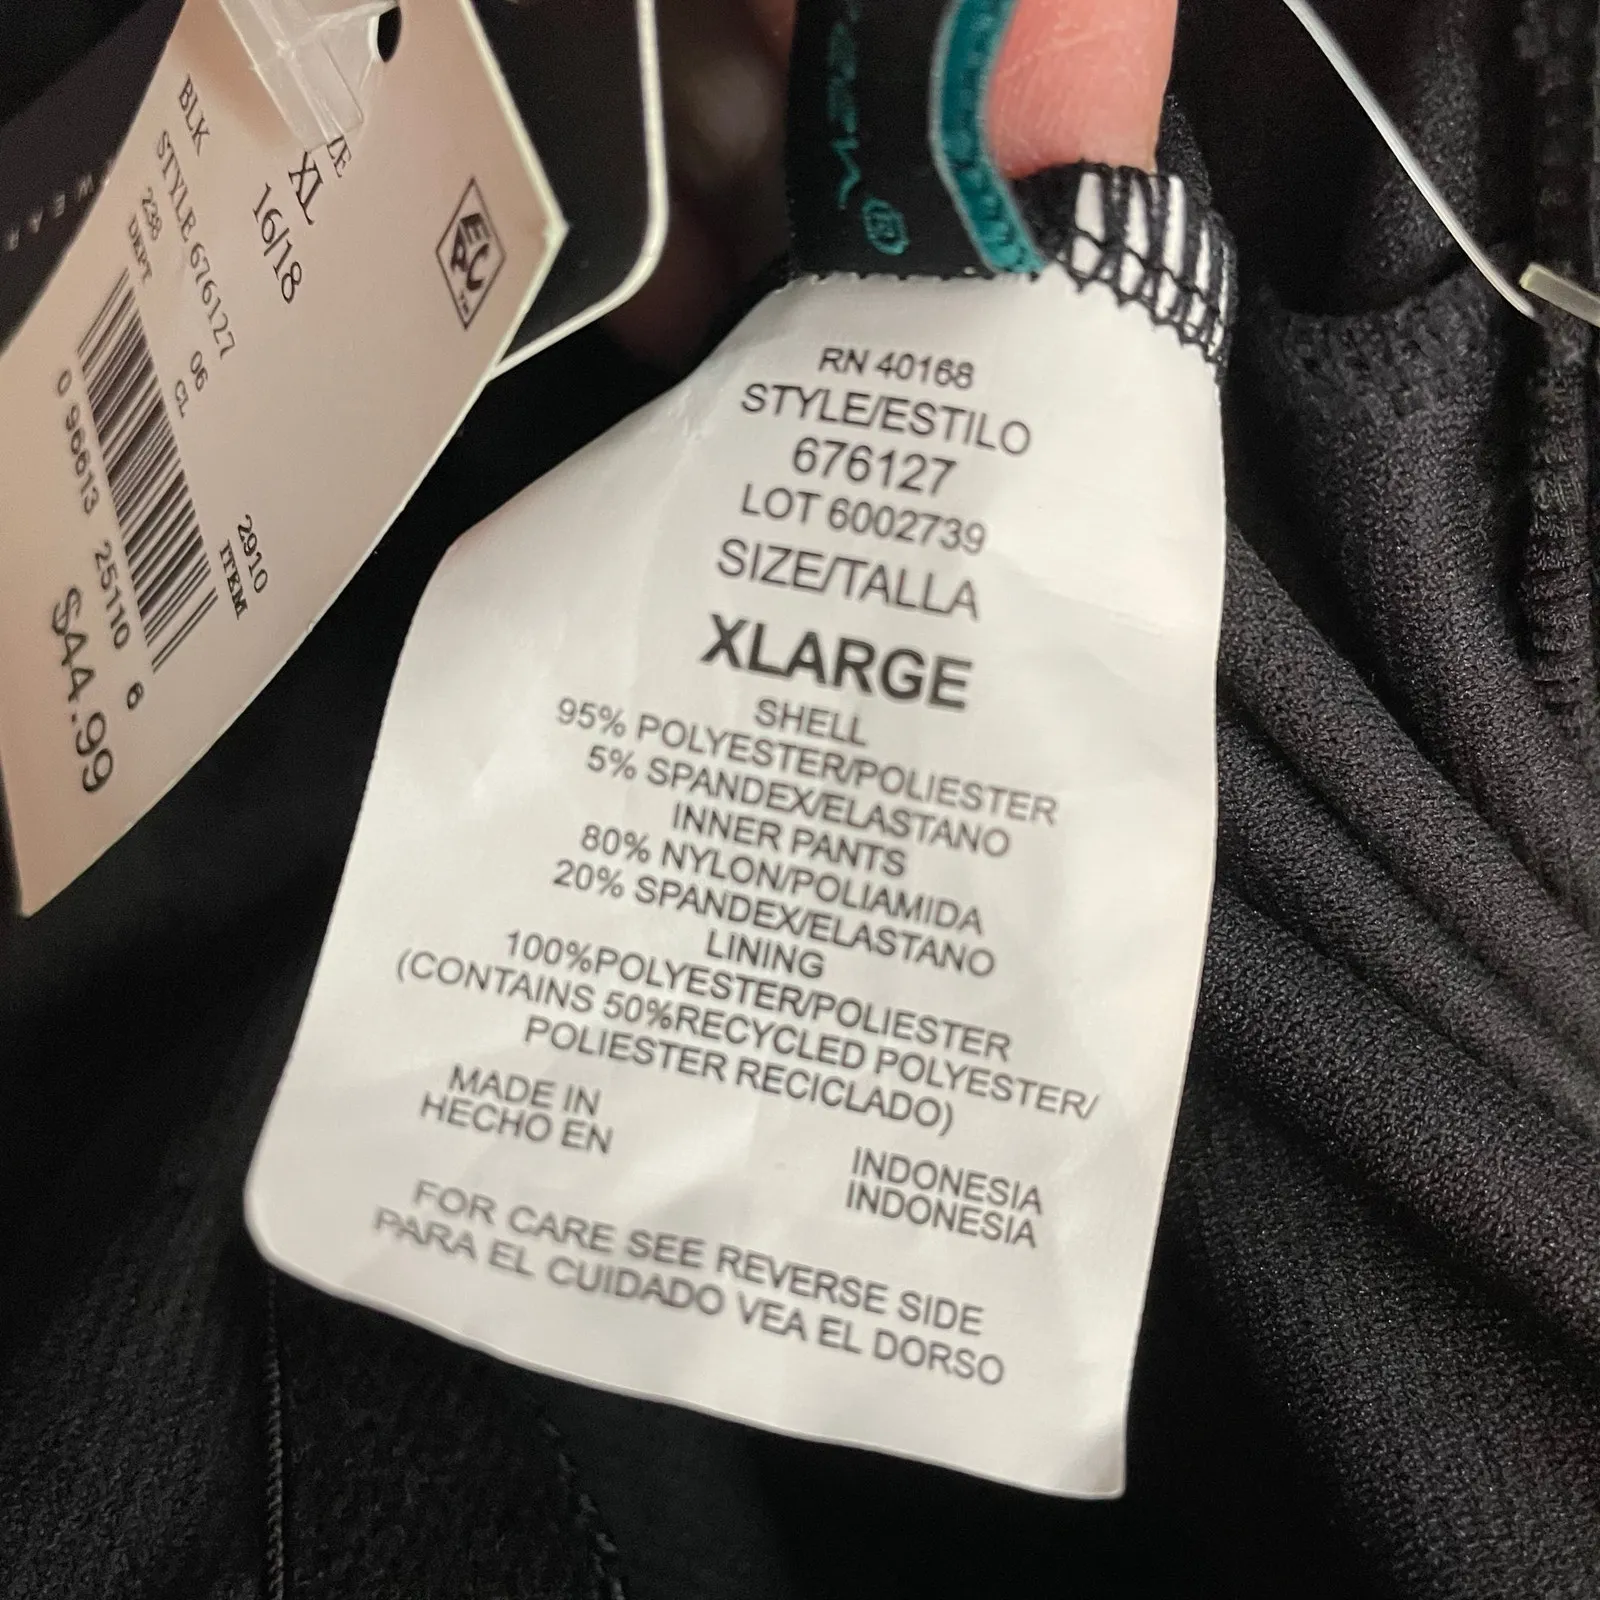 BLK
STYLE 676127 06
238 CL
DEPT
ZE
XL
16/18
2910
ITEM
0 96613 25110 6
$44.99
WEAR
RN 40168
STYLE/ESTILO
676127
LOT 6002739
SIZE/TALLA
XLARGE
SHELL
95% POLYESTER/POLIESTER
5% SPANDEX/ELASTANO
INNER PANTS
80% NYLON/POLIAMIDA
20% SPANDEX/ELASTANO
LINING
100%POLYESTER/POLIESTER
(CONTAINS 50%RECYCLED POLYESTER/
POLIESTER RECICLADO)
MADE IN
HECHO EN
INDONESIA
INDONESIA
FOR CARE SEE REVERSE SIDE
PARA EL CUIDADO VEA EL DORSO